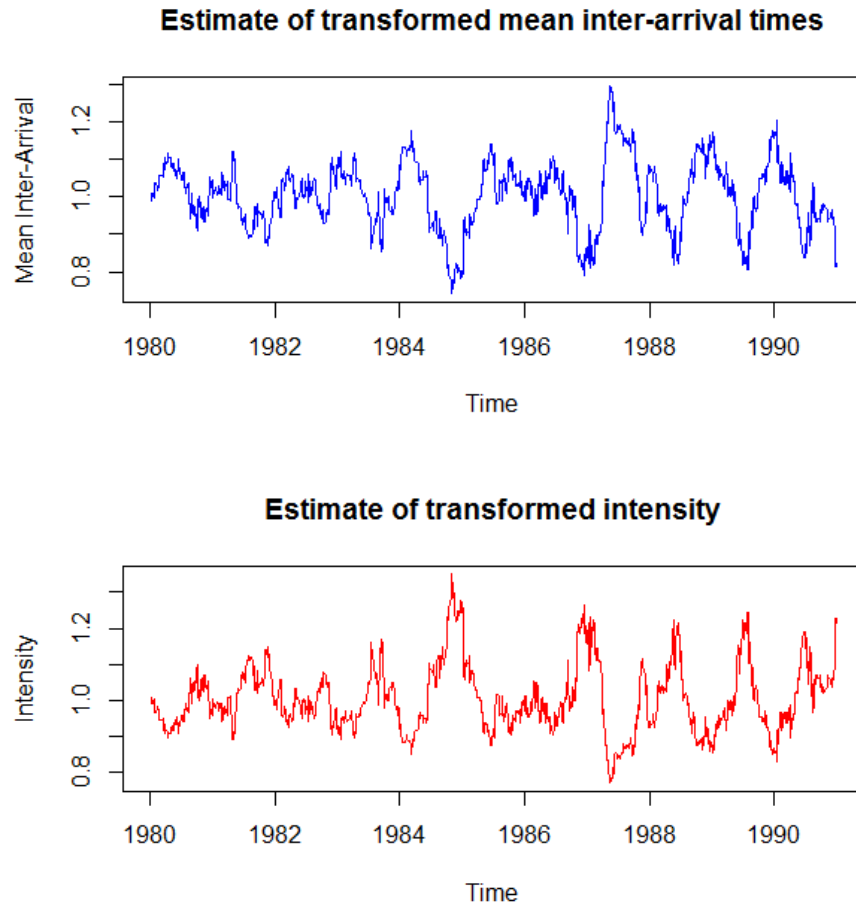 Estimate of transformed mean inter-arrival times
Mean Inter-Arrival
1.2
1.0
0.8
1980 1982 1984 1986 1988 1990
Time
Estimate of transformed intensity
Intensity
1.2
1.0
0.8
1980 1982 1984 1986 1988 1990
Time